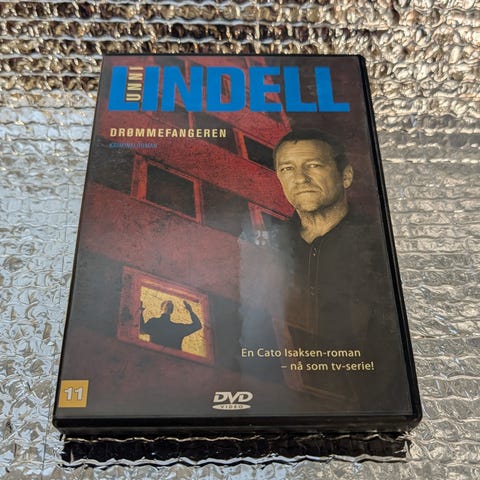 UNNI
LINDELL
DRØMMEFANGEREN
KRIMINALROMAN
En Cato Isaksen-roman
– nå som tv-serie!
11
DVD
VIDEO